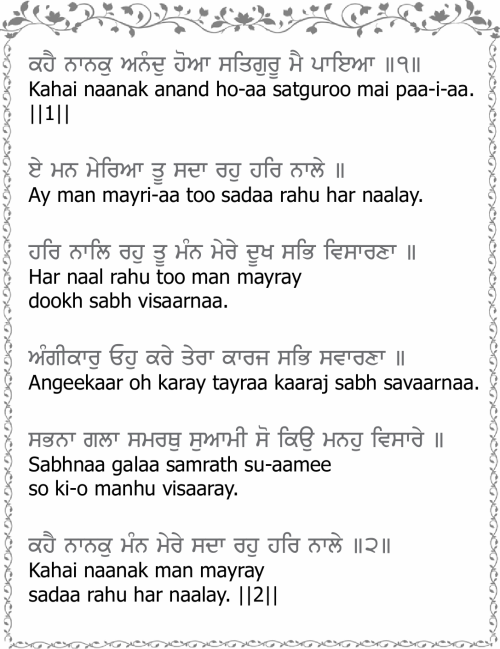 ਕਹੈ ਨਾਨਕੁ ਅਨੰਦੁ ਹੋਆ ਸਤਿਗੁਰੂ ਮੈ ਪਾਇਆ ॥੧॥
Kahai naanak anand ho-aa satguroo mai paa-i-aa.
||1||
ਏ ਮਨ ਮੇਰਿਆ ਤੂ ਸਦਾ ਰਹੁ ਹਰਿ ਨਾਲੇ ॥
Ay man mayri-aa too sadaa rahu har naalay.
ਹਰਿ ਨਾਲਿ ਰਹੁ ਤੂ ਮੰਨ ਮੇਰੇ ਦੂਖ ਸਭਿ ਵਿਸਾਰਣਾ ॥
Har naal rahu too man mayray
dookh sabh visaarnaa.
ਅੰਗੀਕਾਰੁ ਓਹੁ ਕਰੇ ਤੇਰਾ ਕਾਰਜ ਸਭਿ ਸਵਾਰਣਾ ॥
Angeekaar oh karay tayraa kaaraj sabh savaarnaa.
ਸਭਨਾ ਗਲਾ ਸਮਰਥੁ ਸੁਆਮੀ ਸੋ ਕਿਉ ਮਨਹੁ ਵਿਸਾਰੇ ॥
Sabhnaa galaa samrath su-aamee
so ki-o manhu visaaray.
ਕਹੈ ਨਾਨਕੁ ਮੰਨ ਮੇਰੇ ਸਦਾ ਰਹੁ ਹਰਿ ਨਾਲੇ ॥੨॥
Kahai naanak man mayray
sadaa rahu har naalay. ||2||